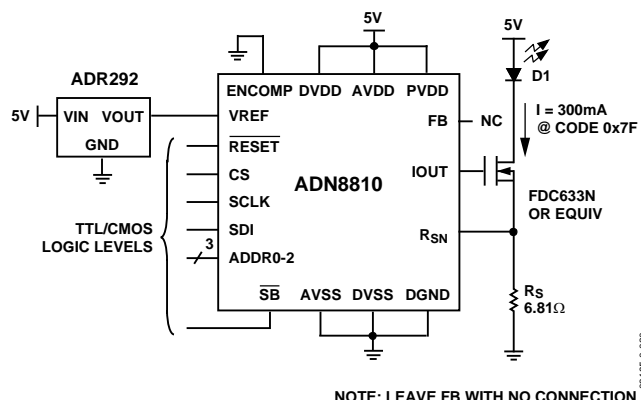 5V
5V
ADR292
ENCOMP DVDD AVDD PVDD
D1
5V VIN VOUT
VREF
FB NC
I = 300mA
@ CODE 0x7F
GND
RESET
ADN8810
IOUT
CS
SCLK
FDC633N
OR EQUIV
TTL/CMOS
LOGIC LEVELS
SDI
RSN
3
ADDR0-2
RS
6.81Ω
SB AVSS DVSS DGND
NOTE: LEAVE FB WITH NO CONNECTION